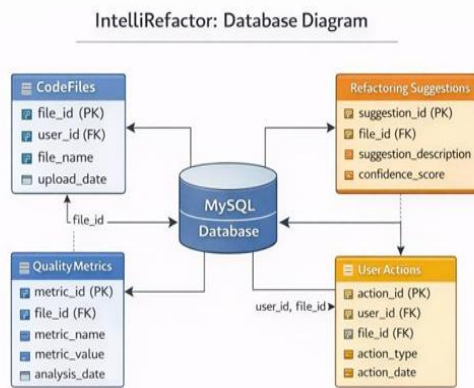 IntelliRefactor: Database Diagram
CodeFiles
file_id (PK)
user_id (FK)
file_name
upload_date
Refactoring Suggestions
suggestion_id (PK)
file_id (FK)
suggestion_description
confidence_score
MySQL
Database
file_id
Quality Metrics
metric_id (PK)
file_id (FK)
metric_name
metric_value
analysis_date
user_id, file_id
User Actions
action_id (PK)
user_id (FK)
file_id (FK)
action_type
action_date